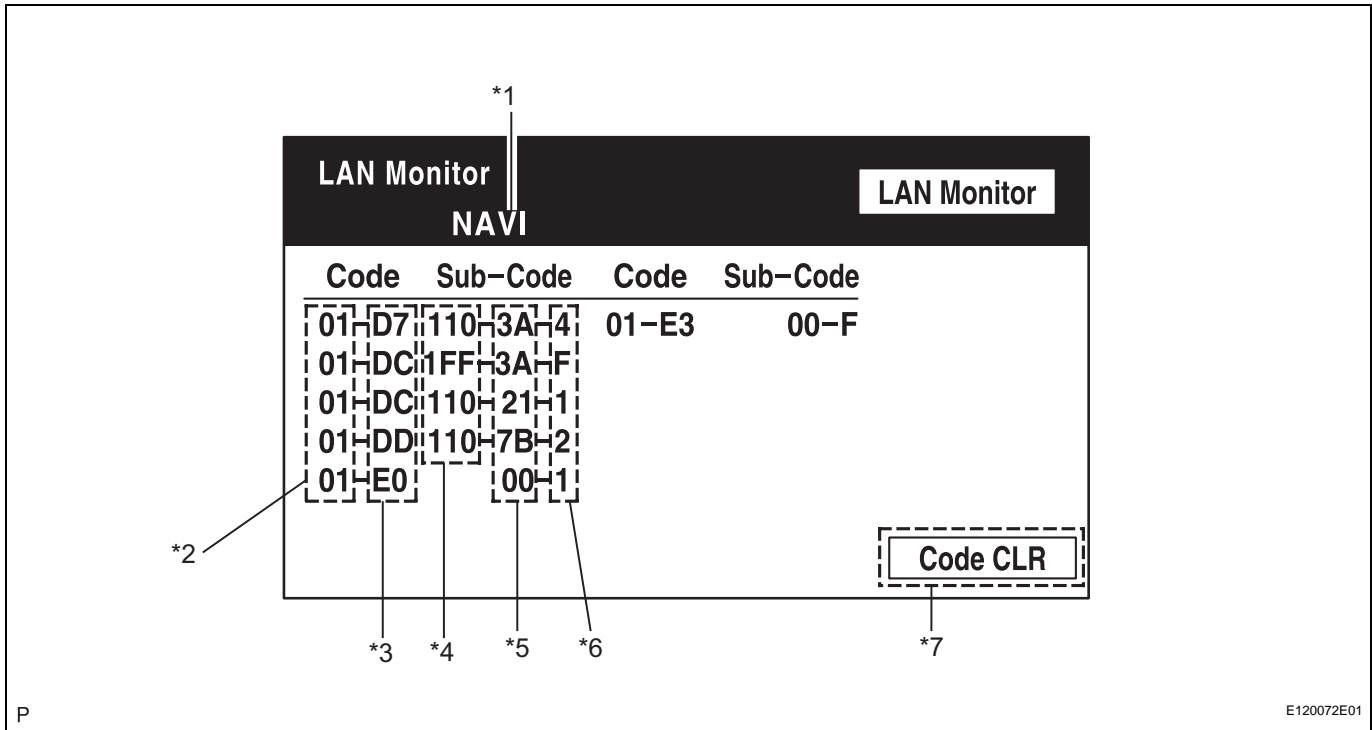 *1
LAN Monitor
LAN Monitor
NAVI
Code Sub-Code Code Sub-Code
01-D7 110-3A-4 01-E3 00-F
01-DC 1FF-3A-F
01-DC 110-21-1
01-DD 110-7B-2
01-E0 00-1
Code CLR
*2
*3 *4 *5 *6 *7
P
E120072E01